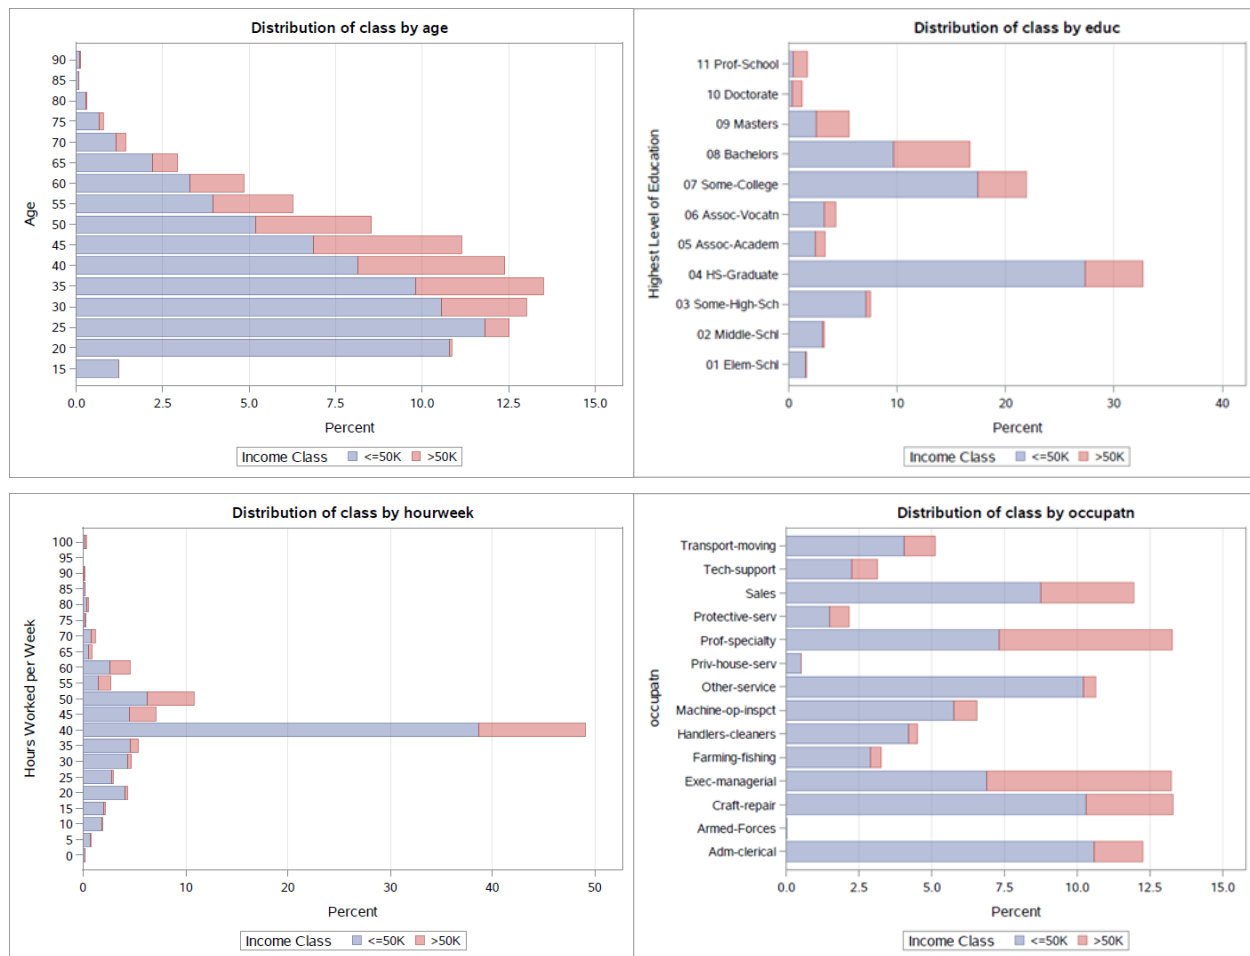 Distribution of class by age
90
85
80
75
70
65
60
55
50
45
40
35
30
25
20
15
Age
0.0 2.5 5.0 7.5 10.0 12.5 15.0
Percent
Income Class <=50K >50K
Distribution of class by educ
11 Prof-School
10 Doctorate
09 Masters
08 Bachelors
07 Some-College
06 Assoc-Vocatn
05 Assoc-Academ
04 HS-Graduate
03 Some-High-Sch
02 Middle-Schl
01 Elem-Schl
Highest Level of Education
0 10 20 30 40
Percent
Income Class <=50K >50K
Distribution of class by hourweek
100
95
90
85
80
75
70
65
60
55
50
45
40
35
30
25
20
15
10
5
0
Hours Worked per Week
0 10 20 30 40 50
Percent
Income Class <=50K >50K
Distribution of class by occupatn
Transport-moving
Tech-support
Sales
Protective-serv
Prof-specialty
Priv-house-serv
Other-service
Machine-op-inspct
Handlers-cleaners
Farming-fishing
Exec-managerial
Craft-repair
Armed-Forces
Adm-clerical
occupatn
0.0 2.5 5.0 7.5 10.0 12.5 15.0
Percent
Income Class <=50K >50K